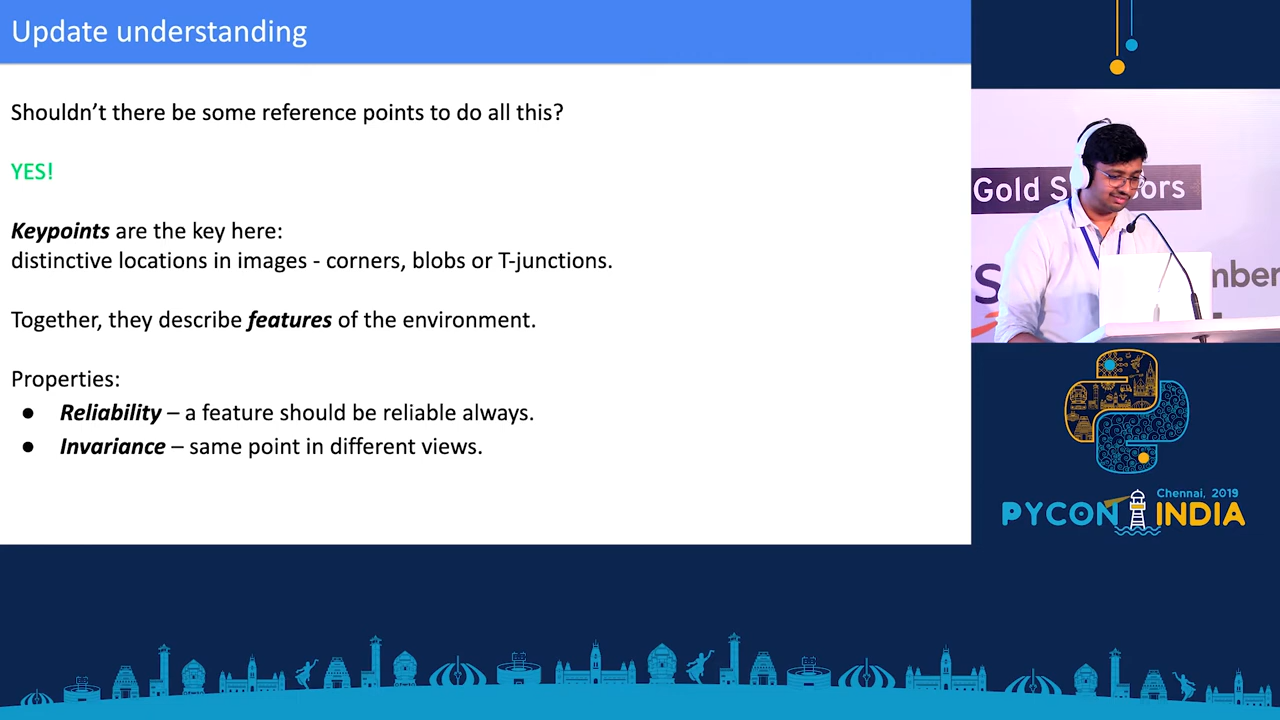 Update understanding
Shouldn't there be some reference points to do all this?
YES!
Keypoints are the key here:
distinctive locations in images - corners, blobs or T-junctions.
Together, they describe features of the environment.
Properties:
● Reliability – a feature should be reliable always.
● Invariance – same point in different views.
Gold S ors
mber
Chennai, 2019
PYCON INDIA